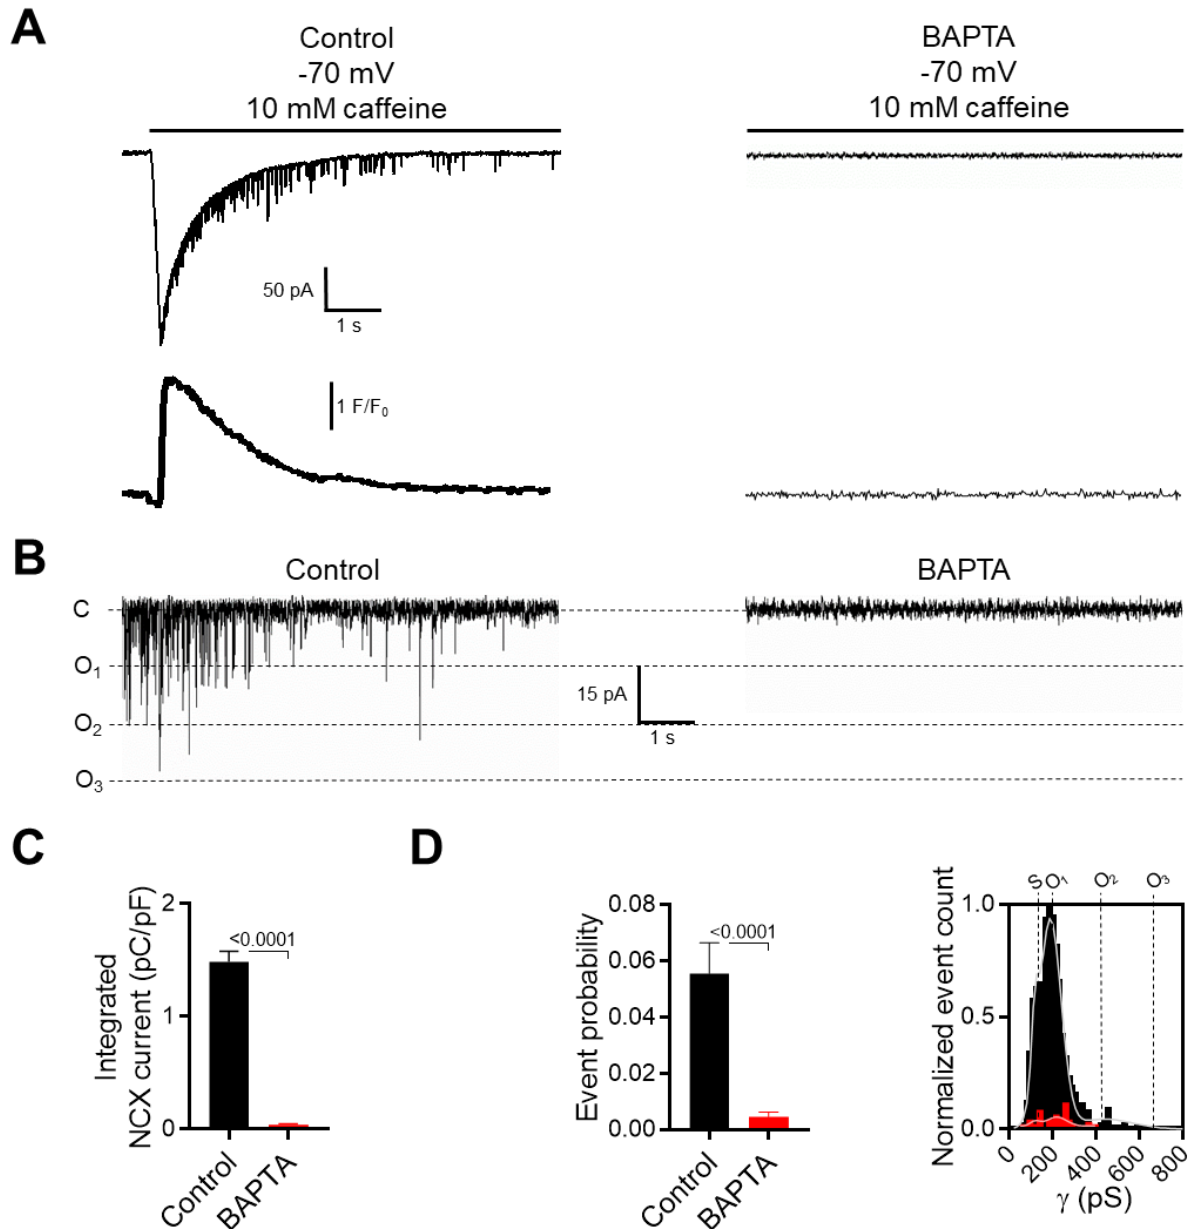 A
Control
-70 mV
10 mM caffeine
BAPTA
-70 mV
10 mM caffeine
50 pA
1 s
1 F/F₀
B
Control
BAPTA
C
O₁
O₂
O₃
15 pA
1 s
C
Integrated
NCX current (pC/pF)
2
1
0
<0.0001
Control
BAPTA
D
Event probability
0.08
0.06
0.04
0.02
0.00
<0.0001
Control
BAPTA
Normalized event count
1.0
0.5
0.0
S O₁ O₂ O₃
0 200 400 600 800
γ (pS)